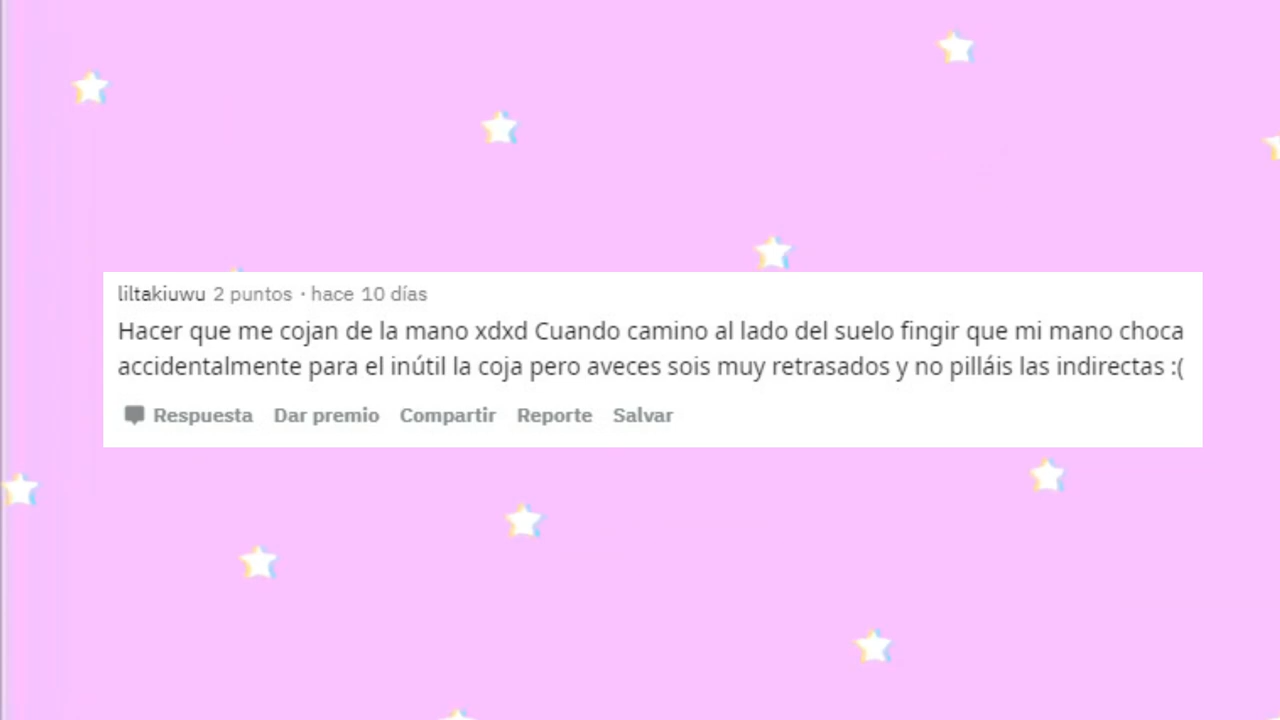 liltakiuwu 2 puntos · hace 10 días
Hacer que me cojan de la mano xdxd Cuando camino al lado del suelo fingir que mi mano choca
accidentalmente para el inútil la coja pero aveces sois muy retrasados y no pilláis las indirectas :(
Respuesta Dar premio Compartir Reporte Salvar